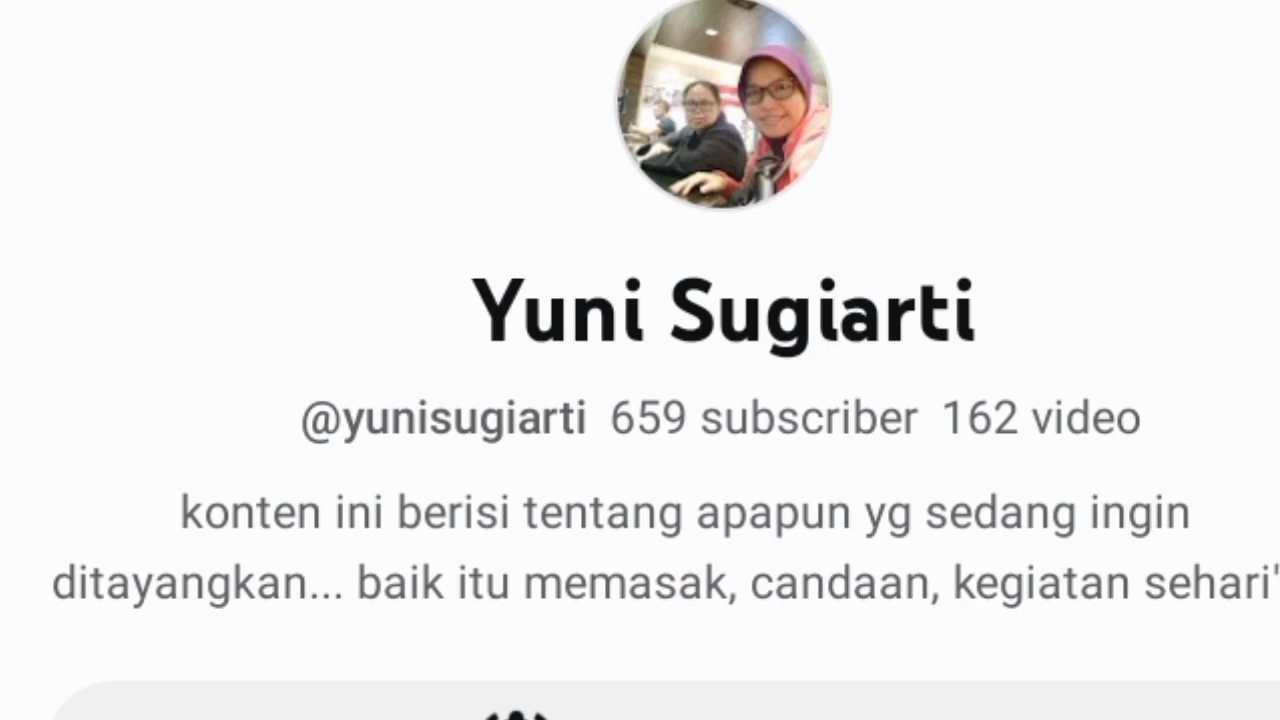 Yuni Sugiarti
@yunisugiarti 659 subscriber 162 video
konten ini berisi tentang apapun yg sedang ingin
ditayangkan... baik itu memasak, candaan, kegiatan sehari'